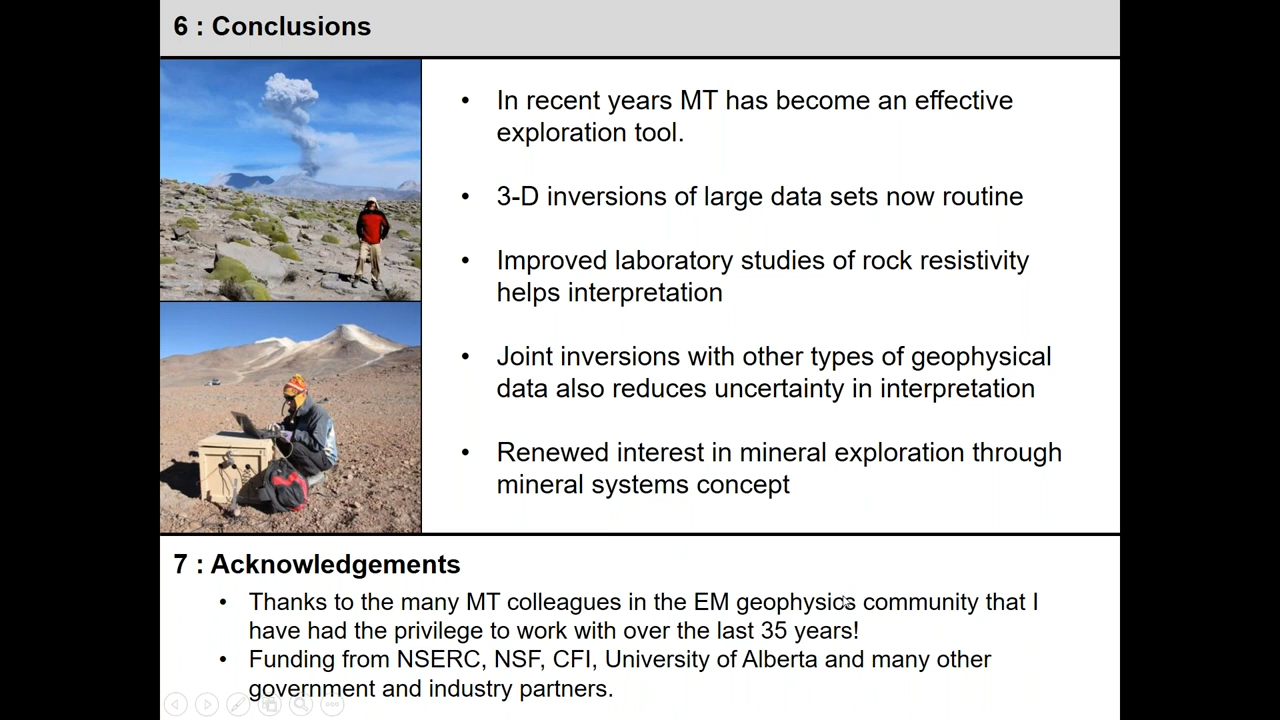 6 : Conclusions
• In recent years MT has become an effective
exploration tool.
• 3-D inversions of large data sets now routine
• Improved laboratory studies of rock resistivity
helps interpretation
• Joint inversions with other types of geophysical
data also reduces uncertainty in interpretation
• Renewed interest in mineral exploration through
mineral systems concept
7 : Acknowledgements
• Thanks to the many MT colleagues in the EM geophysics community that I
have had the privilege to work with over the last 35 years!
• Funding from NSERC, NSF, CFI, University of Alberta and many other
government and industry partners.